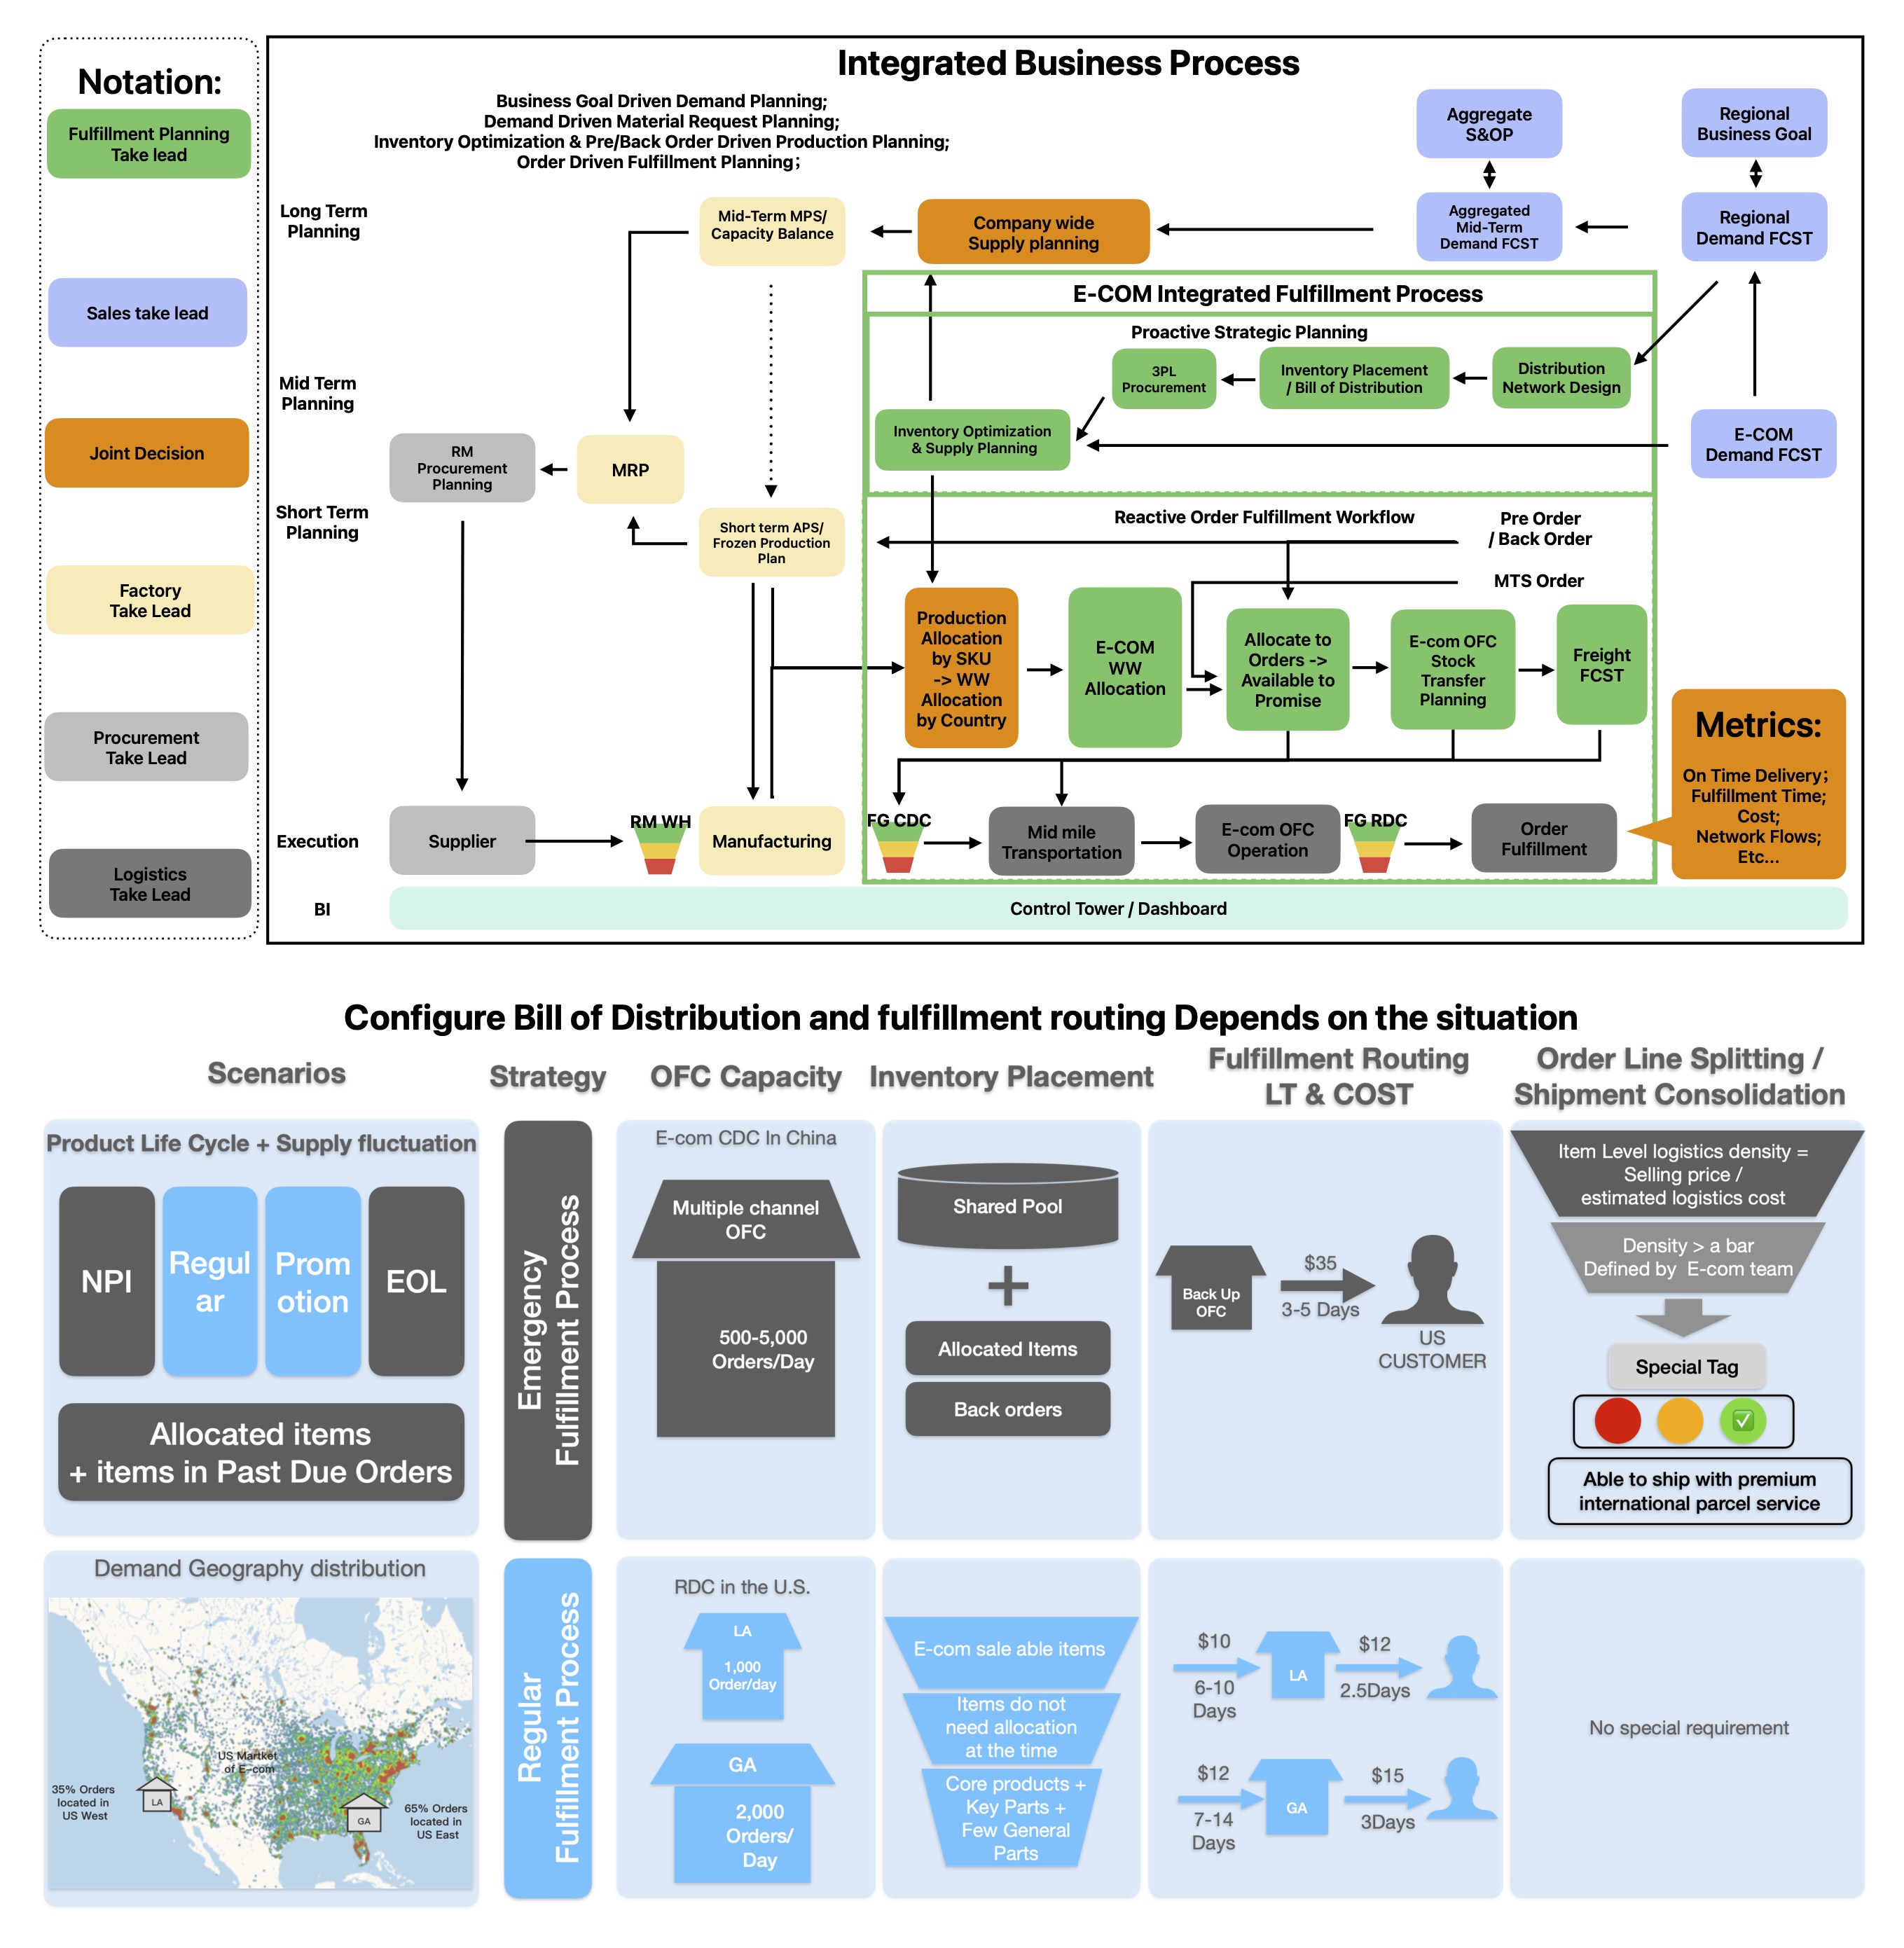 Notation:
Fulfillment Planning
Take lead
Sales take lead
Joint Decision
Factory
Take Lead
Procurement
Take Lead
Logistics
Take Lead
Integrated Business Process
Business Goal Driven Demand Planning;
Demand Driven Material Request Planning;
Inventory Optimization & Pre/Back Order Driven Production Planning;
Order Driven Fulfillment Planning；
Aggregate
S&OP
Regional
Business Goal
Long Term
Planning
Mid-Term MPS/
Capacity Balance
Company wide
Supply planning
Aggregated
Mid-Term
Demand FCST
Regional
Demand FCST
E-COM Integrated Fulfillment Process
Proactive Strategic Planning
Mid Term
Planning
3PL
Procurement
Inventory Placement
/ Bill of Distribution
Distribution
Network Design
Inventory Optimization
& Supply Planning
E-COM
Demand FCST
RM
Procurement
Planning
MRP
Short Term
Planning
Short term APS/
Frozen Production
Plan
Reactive Order Fulfillment Workflow
Pre Order
/ Back Order
MTS Order
Production
Allocation
by SKU
-> WW
Allocation
by Country
E-COM
WW
Allocation
Allocate to
Orders ->
Available to
Promise
E-com OFC
Stock
Transfer
Planning
Freight
FCST
Metrics:
On Time Delivery；
Fulfillment Time;
Cost;
Network Flows;
Etc...
Execution
Supplier
RM WH
Manufacturing
FG CDC
Mid mile
Transportation
E-com OFC
Operation
FG RDC
Order
Fulfillment
BI
Control Tower / Dashboard
Configure Bill of Distribution and fulfillment routing Depends on the situation
Scenarios
Strategy
OFC Capacity
Inventory Placement
Fulfillment Routing
LT & COST
Order Line Splitting /
Shipment Consolidation
Product Life Cycle + Supply fluctuation
NPI
Regul
ar
Prom
otion
EOL
Allocated items
+ items in Past Due Orders
Emergency
Fulfillment Process
E-com CDC In China
Multiple channel
OFC
500-5,000
Orders/Day
Shared Pool
+
Allocated Items
Back orders
Back Up
OFC
$35
3-5 Days
US
CUSTOMER
Item Level logistics density =
Selling price /
estimated logistics cost
Density > a bar
Defined by  E-com team
Special Tag
Able to ship with premium
international parcel service
Demand Geography distribution
US Martket
of E-com
35% Orders
located in
US West
LA
GA
65% Orders
located in
US East
Regular
Fulfillment Process
RDC in the U.S.
LA
1,000
Order/day
GA
2,000
Orders/
Day
E-com sale able items
Items do not
need allocation
at the time
Core products +
Key Parts +
Few General
Parts
$10
6-10
Days
LA
$12
2.5Days
$12
7-14
Days
GA
$15
3Days
No special requirement